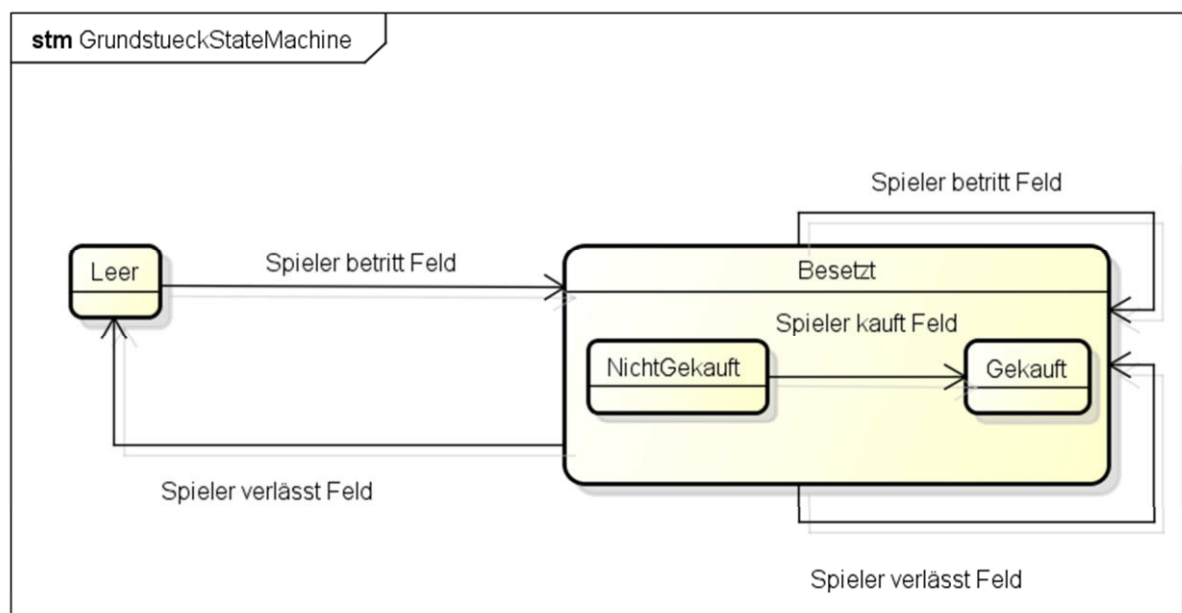 stm GrundstueckStateMachine
Spieler betritt Feld
Leer
Spieler betritt Feld
Besetzt
Spieler kauft Feld
NichtGekauft
Gekauft
Spieler verlässt Feld
Spieler verlässt Feld